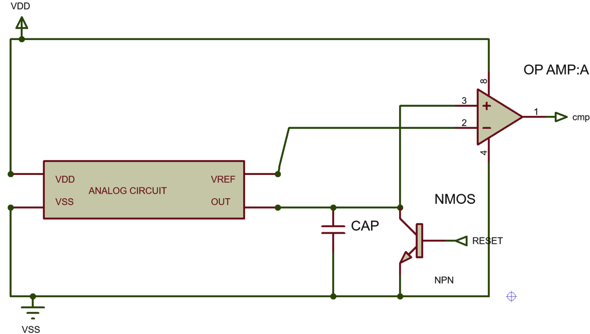 VDD
OP AMP:A
8
3
2
1
cmp
4
VDD
VREF
ANALOG CIRCUIT
VSS
OUT
NMOS
CAP
RESET
NPN
VSS